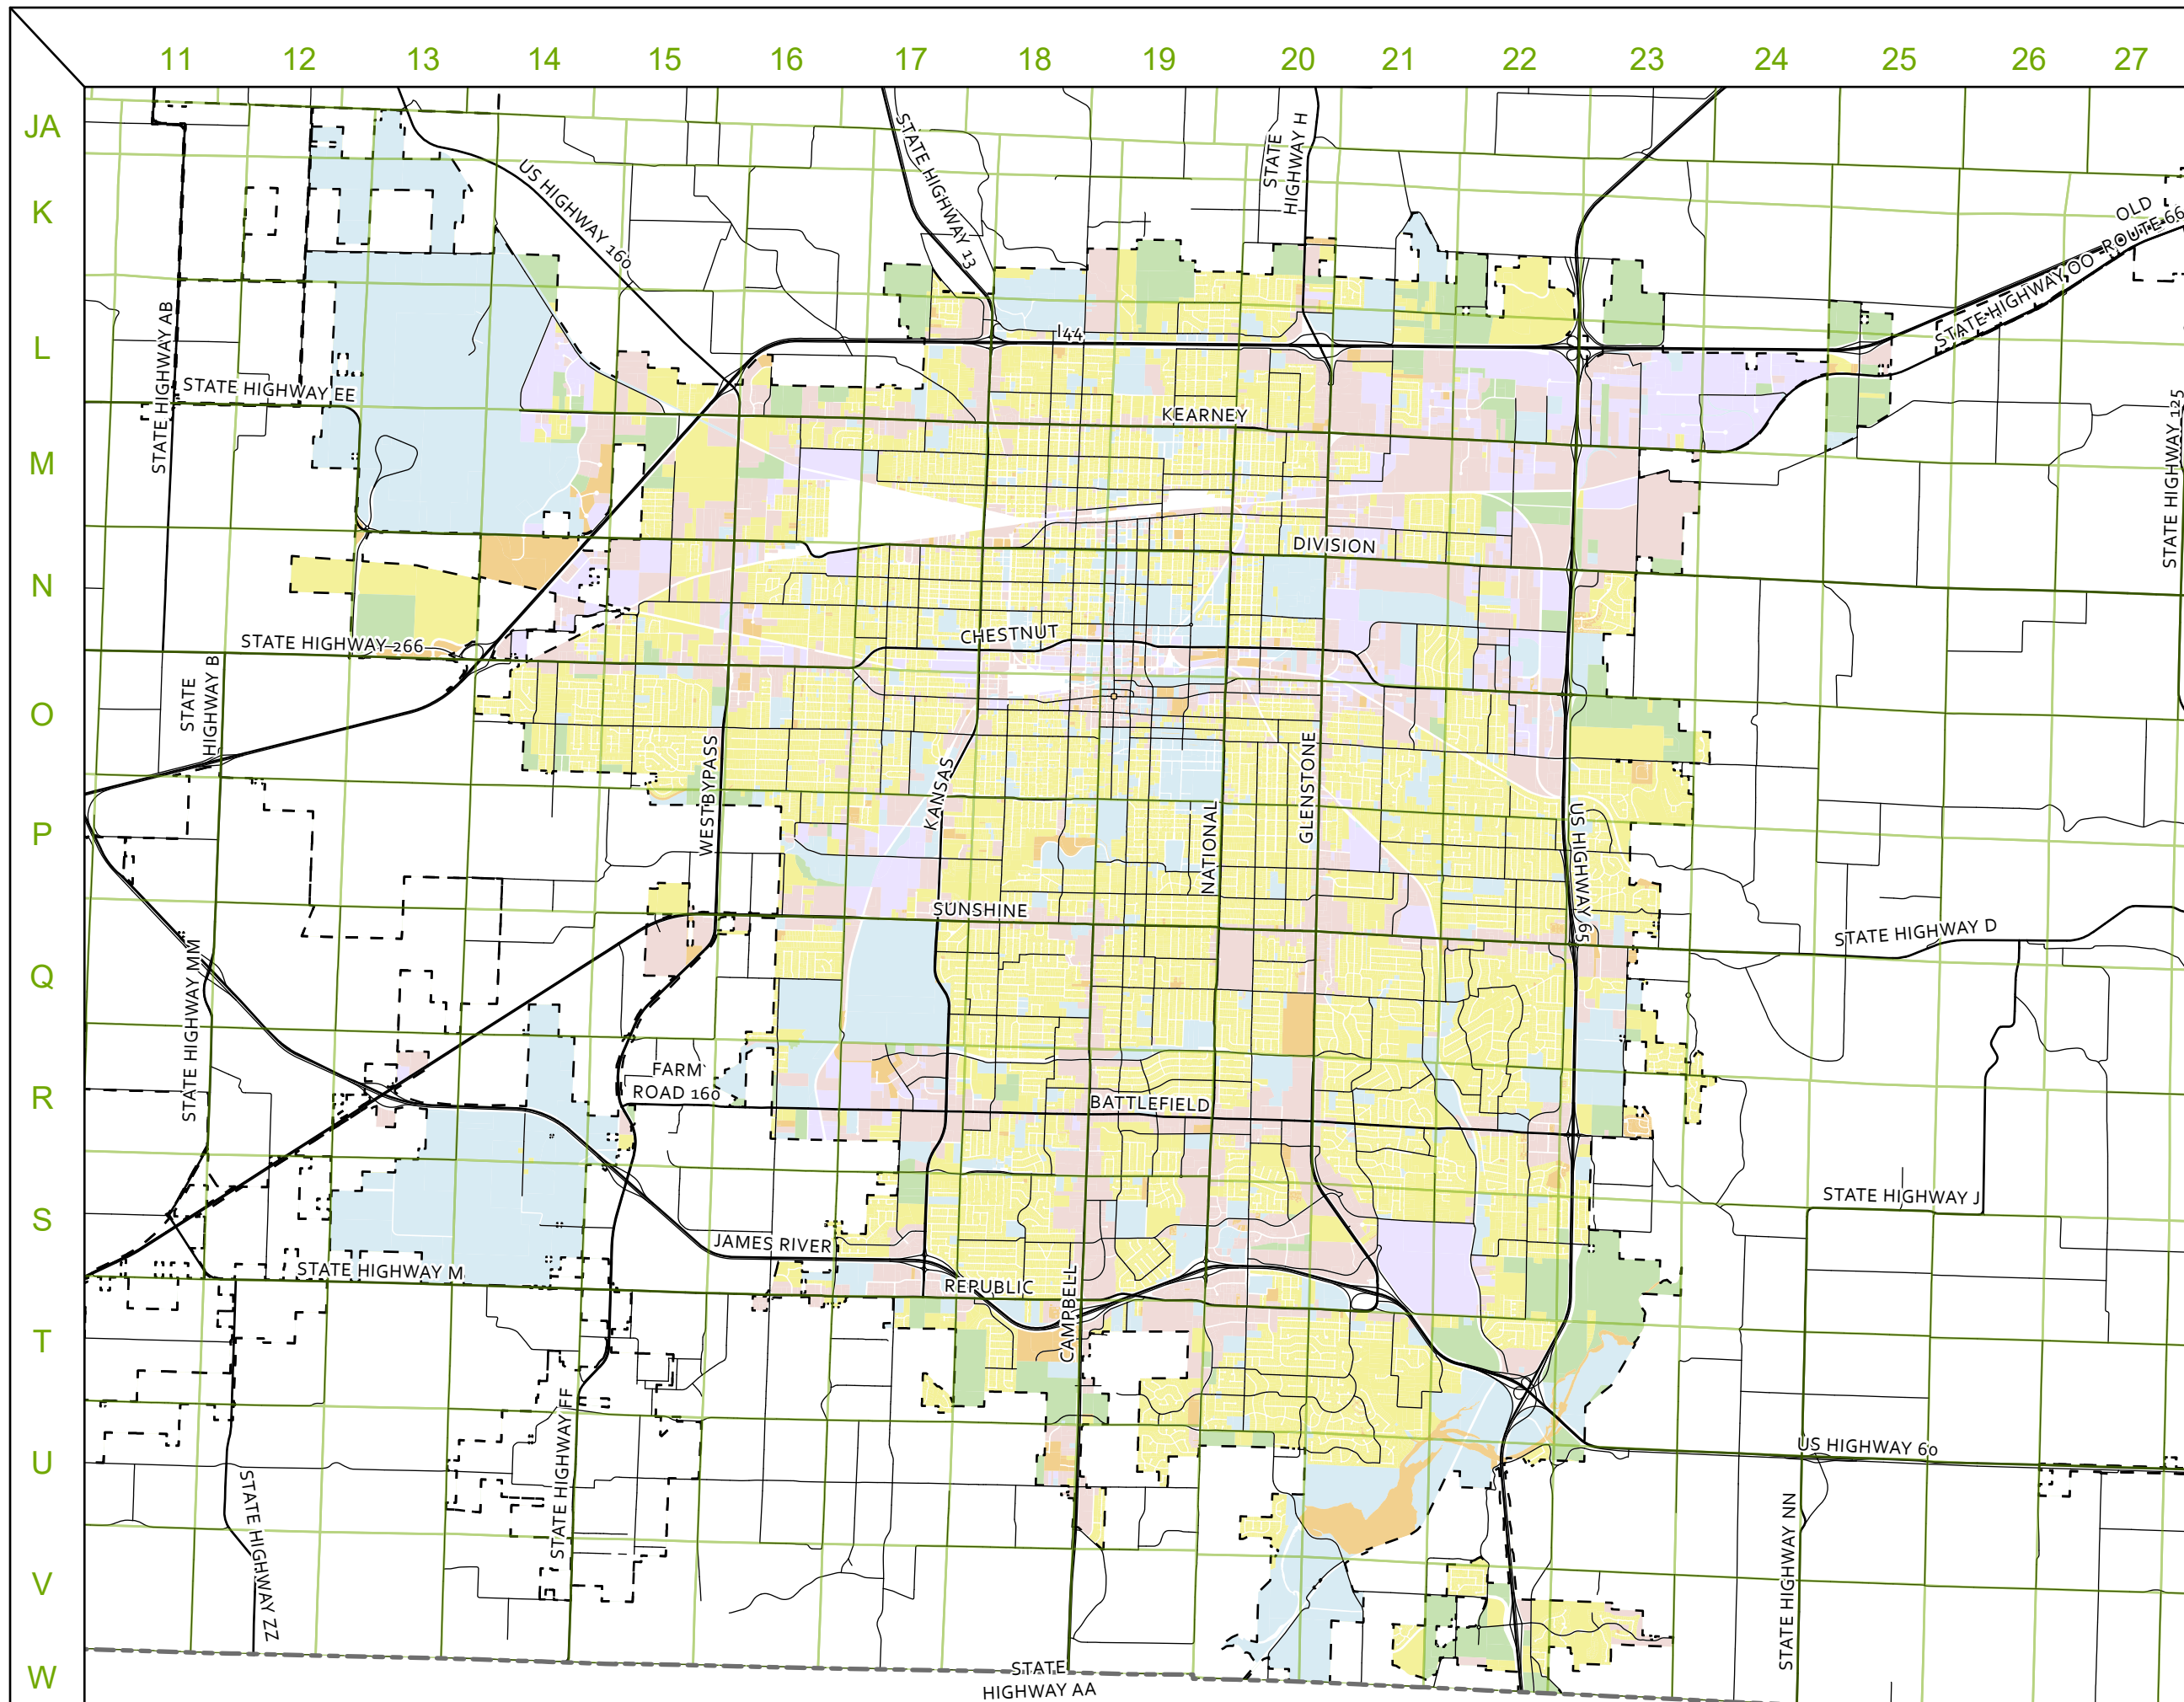 11 12 13 14 15 16 17 18 19 20 21 22 23 24 25 26 27
JA
K
L
M
N
O
P
Q
R
S
T
U
V
W
US HIGHWAY 160
STATE HIGHWAY 13
STATE
HIGHWAY H
OLD
ROUTE 66
STATE HIGHWAY OO
STATE HIGHWAY AB
I44
STATE HIGHWAY EE
KEARNEY
STATE HIGHWAY 125
DIVISION
CHESTNUT
STATE HIGHWAY 266
STATE
HIGHWAY B
WESTBYPASS
KANSAS
NATIONAL
GLENSTONE
US HIGHWAY 65
SUNSHINE
STATE HIGHWAY D
STATE HIGHWAY MM
FARM
ROAD 160
BATTLEFIELD
STATE HIGHWAY J
JAMES RIVER
STATE HIGHWAY M
REPUBLIC
CAMPBELL
STATE HIGHWAY FF
US HIGHWAY 60
STATE HIGHWAY ZZ
STATE HIGHWAY NN
STATE
HIGHWAY AA